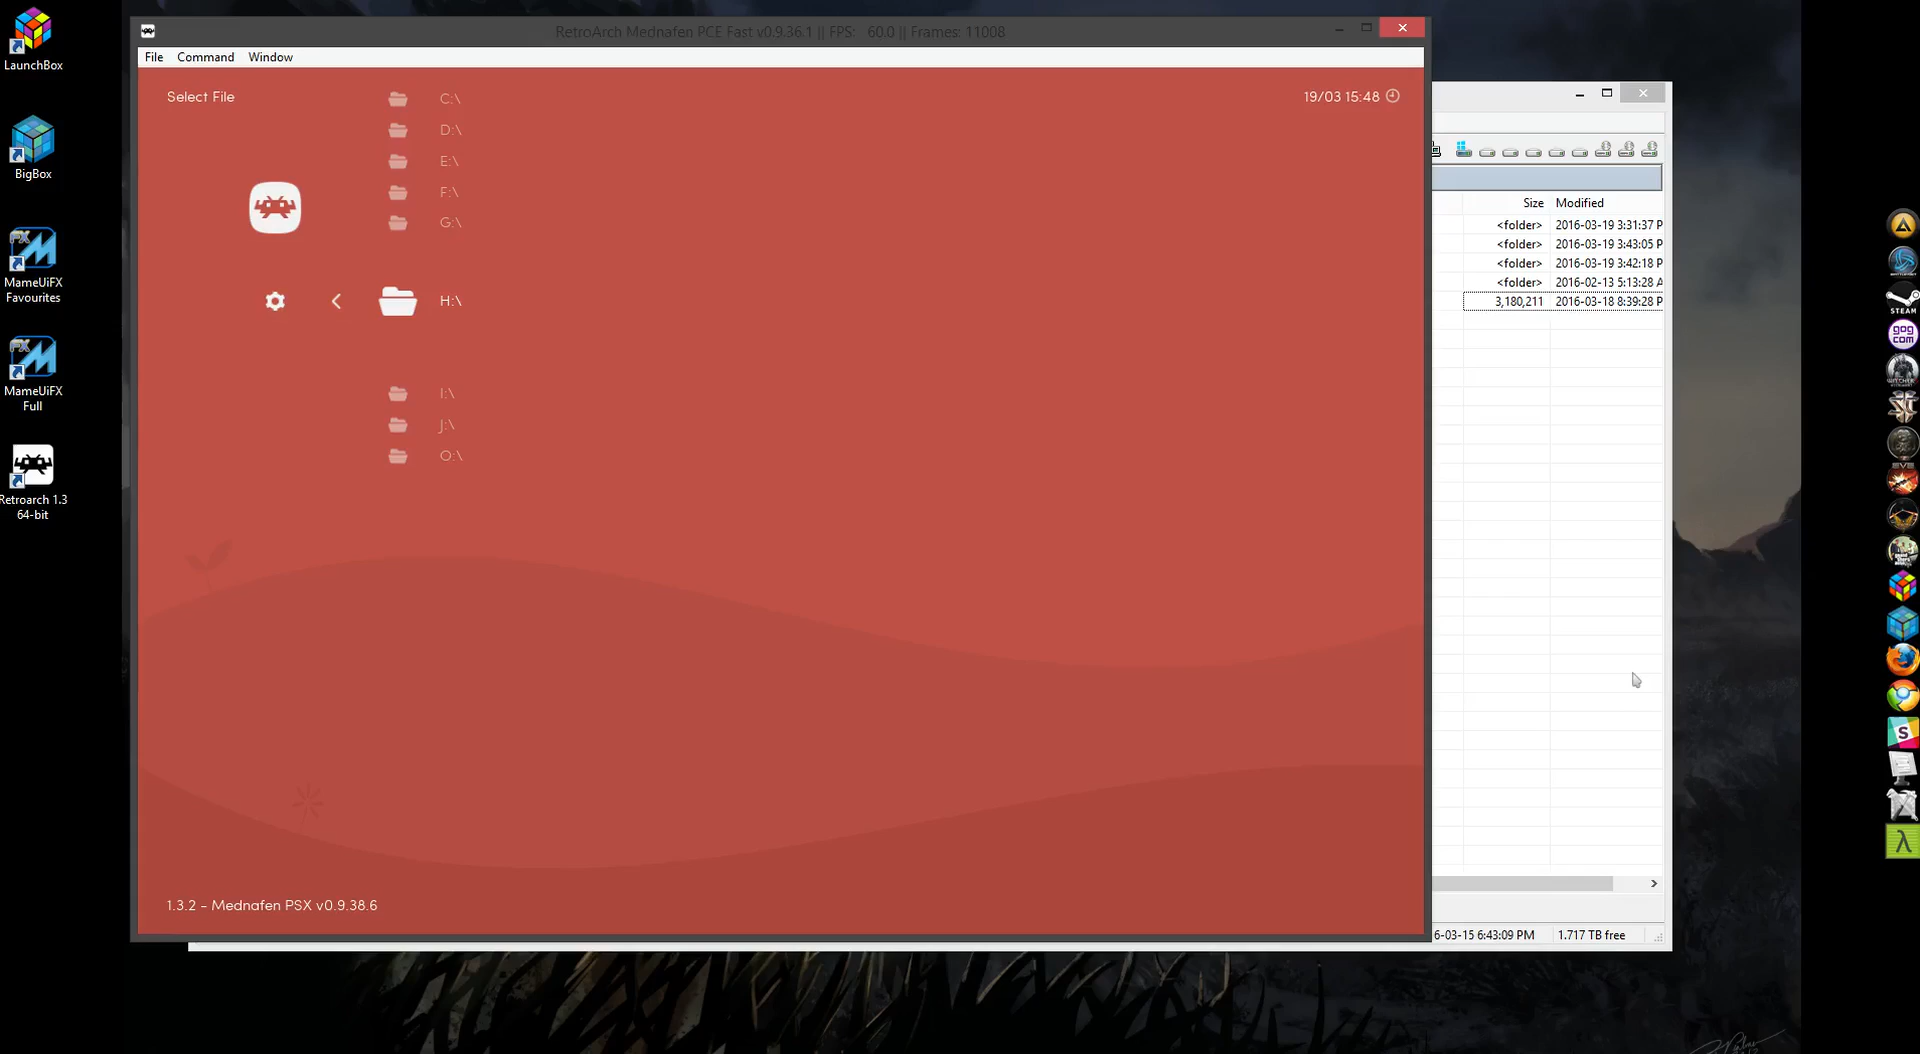 LaunchBox
BigBox
MameUiFX
Favourites
MameUiFX
Full
Retroarch 1.3
64-bit
RetroArch Mednafen PCE Fast v0.9.36.1 || FPS: 60.0 || Frames: 11008
File Command Window
Select File
19/03 15:48
C:\
D:\
E:\
F:\
G:\
H:\
I:\
J:\
O:\
1.3.2 - Mednafen PSX v0.9.38.6
Size Modified
<folder> 2016-03-19 3:31:37 P
<folder> 2016-03-19 3:43:05 P
<folder> 2016-03-19 3:42:18 P
<folder> 2016-02-13 5:13:28 A
3,180,211 2016-03-18 8:39:28 P
6-03-15 6:43:09 PM 1.717 TB free
STEAM
gog
com
EVE
S
λ